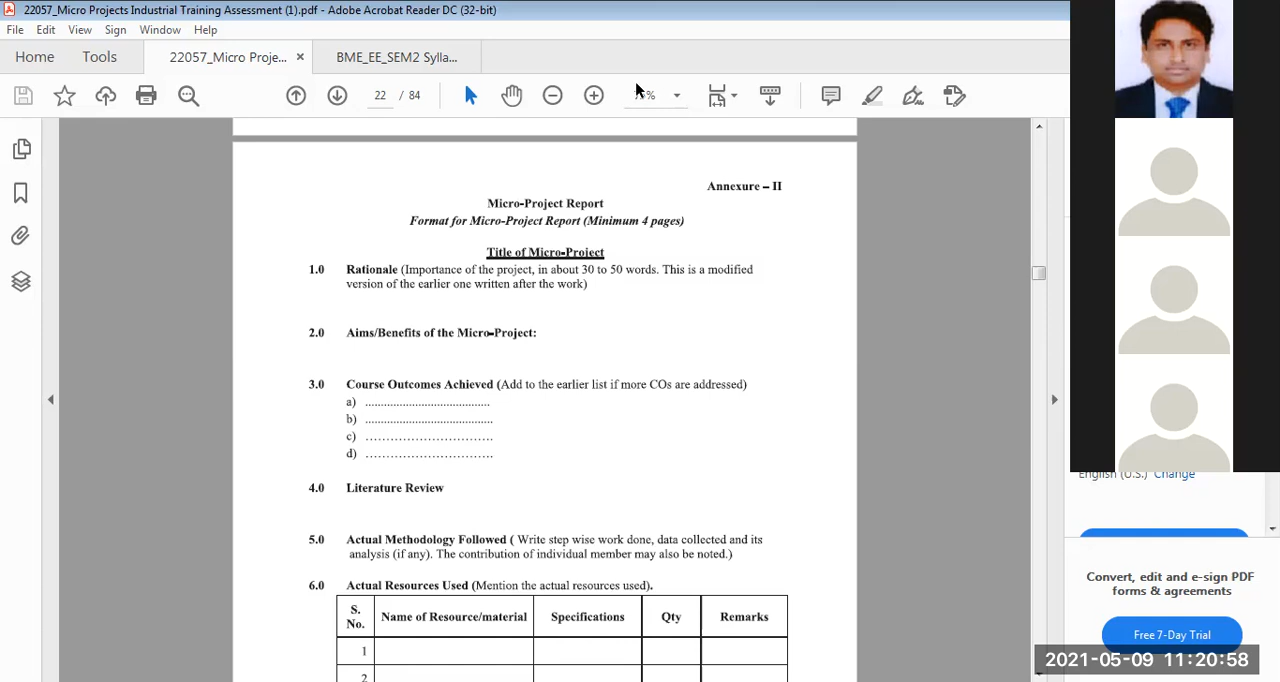 22057_Micro Projects Industrial Training Assessment (1).pdf - Adobe Acrobat Reader DC (32-bit)
File Edit View Sign Window Help
Home Tools 22057_Micro Proje... × BME_EE_SEM2 Sylla...
22 / 84
Annexure – II
Micro-Project Report
Format for Micro-Project Report (Minimum 4 pages)
Title of Micro-Project
1.0 Rationale (Importance of the project, in about 30 to 50 words. This is a modified
version of the earlier one written after the work)
2.0 Aims/Benefits of the Micro-Project:
3.0 Course Outcomes Achieved (Add to the earlier list if more COs are addressed)
a) ........................................
b) .........................................
c) ..............................
d) ..............................
4.0 Literature Review
5.0 Actual Methodology Followed ( Write step wise work done, data collected and its
analysis (if any). The contribution of individual member may also be noted.)
6.0 Actual Resources Used (Mention the actual resources used).
S. No. Name of Resource/material Specifications Qty Remarks
1
2
English (U.S.) Change
Convert, edit and e-sign PDF
forms & agreements
Free 7-Day Trial
2021-05-09 11:20:58